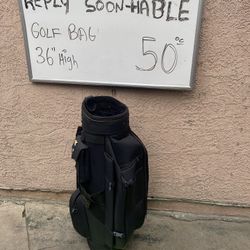 REPLY SOON-HABLE
GOLF BAG
36" High
50⁰⁰